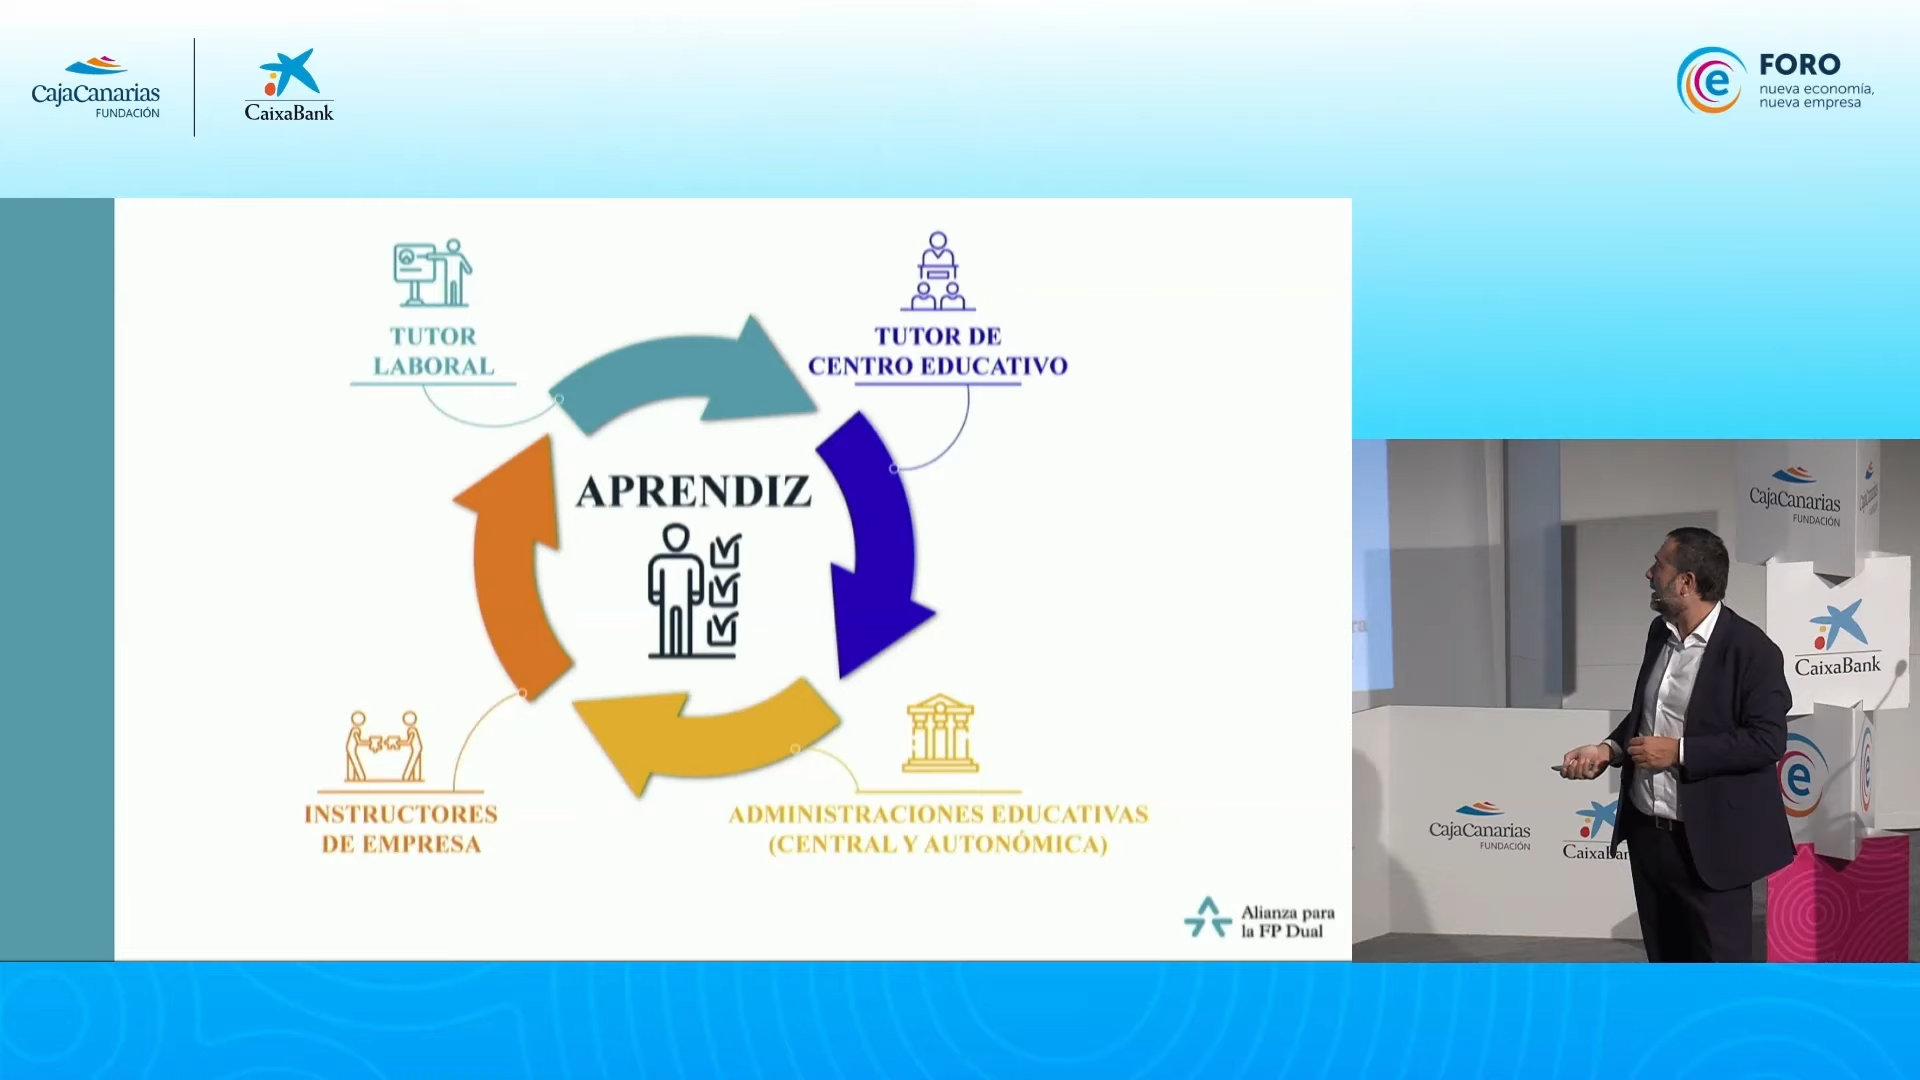 CajaCanarias
FUNDACIÓN
CaixaBank
FORO
nueva economía,
nueva empresa
TUTOR
LABORAL
TUTOR DE
CENTRO EDUCATIVO
APRENDIZ
INSTRUCTORES
DE EMPRESA
ADMINISTRACIONES EDUCATIVAS
(CENTRAL Y AUTONÓMICA)
Alianza para
la FP Dual
CajaCanarias
FUNDACIÓN
CaixaBank
CajaCanarias
FUNDACIÓN